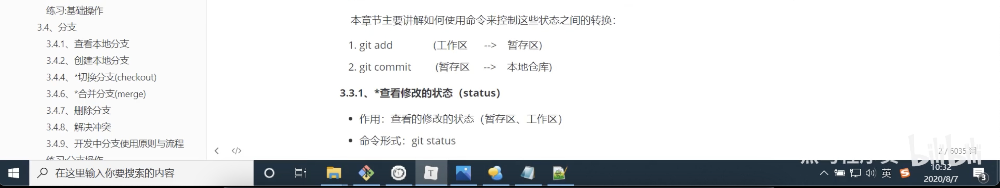 练习:基础操作
3.4、分支
3.4.1、查看本地分支
3.4.2、创建本地分支
3.4.4、*切换分支(checkout)
3.4.6、*合并分支(merge)
3.4.7、删除分支
3.4.8、解决冲突
3.4.9、开发中分支使用原则与流程
练习:分支操作
本章节主要讲解如何使用命令来控制这些状态之间的转换：
1. git add (工作区 --> 暂存区)
2. git commit (暂存区 --> 本地仓库)
3.3.1、*查看修改的状态（status）
• 作用：查看的修改的状态（暂存区、工作区）
• 命令形式：git status
2 / 6035 词
bilibili
在这里输入你要搜索的内容
T
英
S
10:32
2020/8/7
3